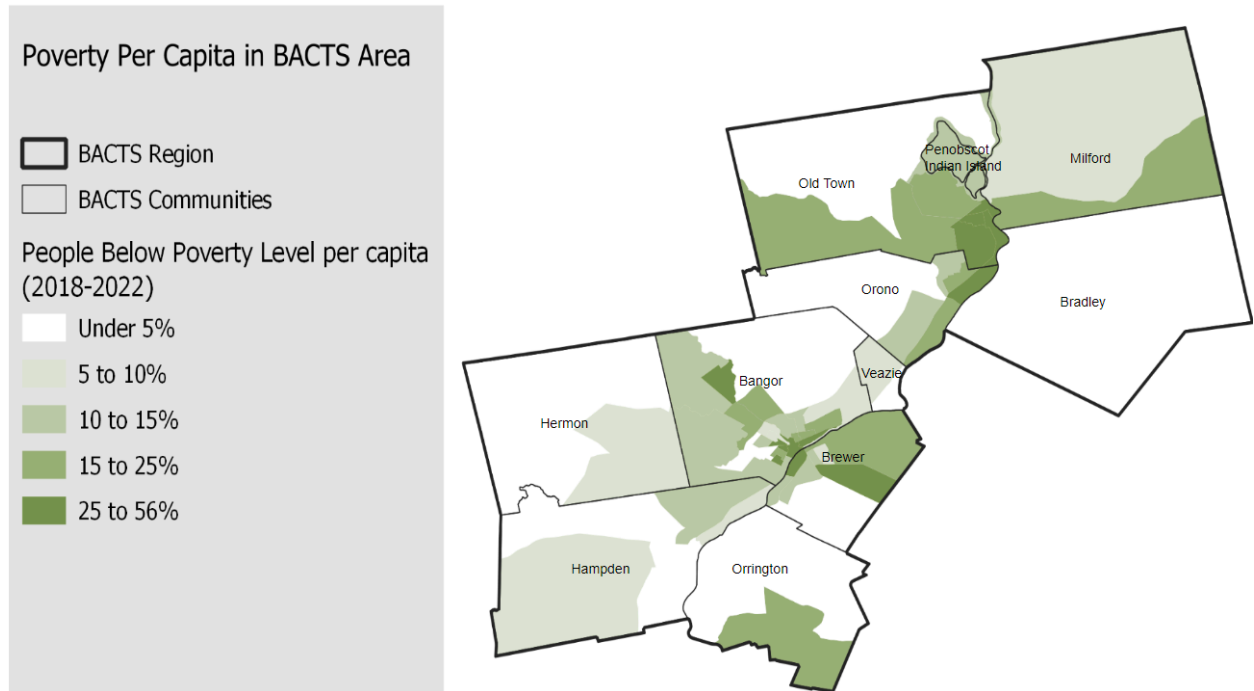 Poverty Per Capita in BACTS Area
BACTS Region
BACTS Communities
People Below Poverty Level per capita
(2018-2022)
Under 5%
5 to 10%
10 to 15%
15 to 25%
25 to 56%
Penobscot
Indian Island
Milford
Old Town
Orono
Bradley
Veazie
Bangor
Hermon
Brewer
Hampden
Orrington